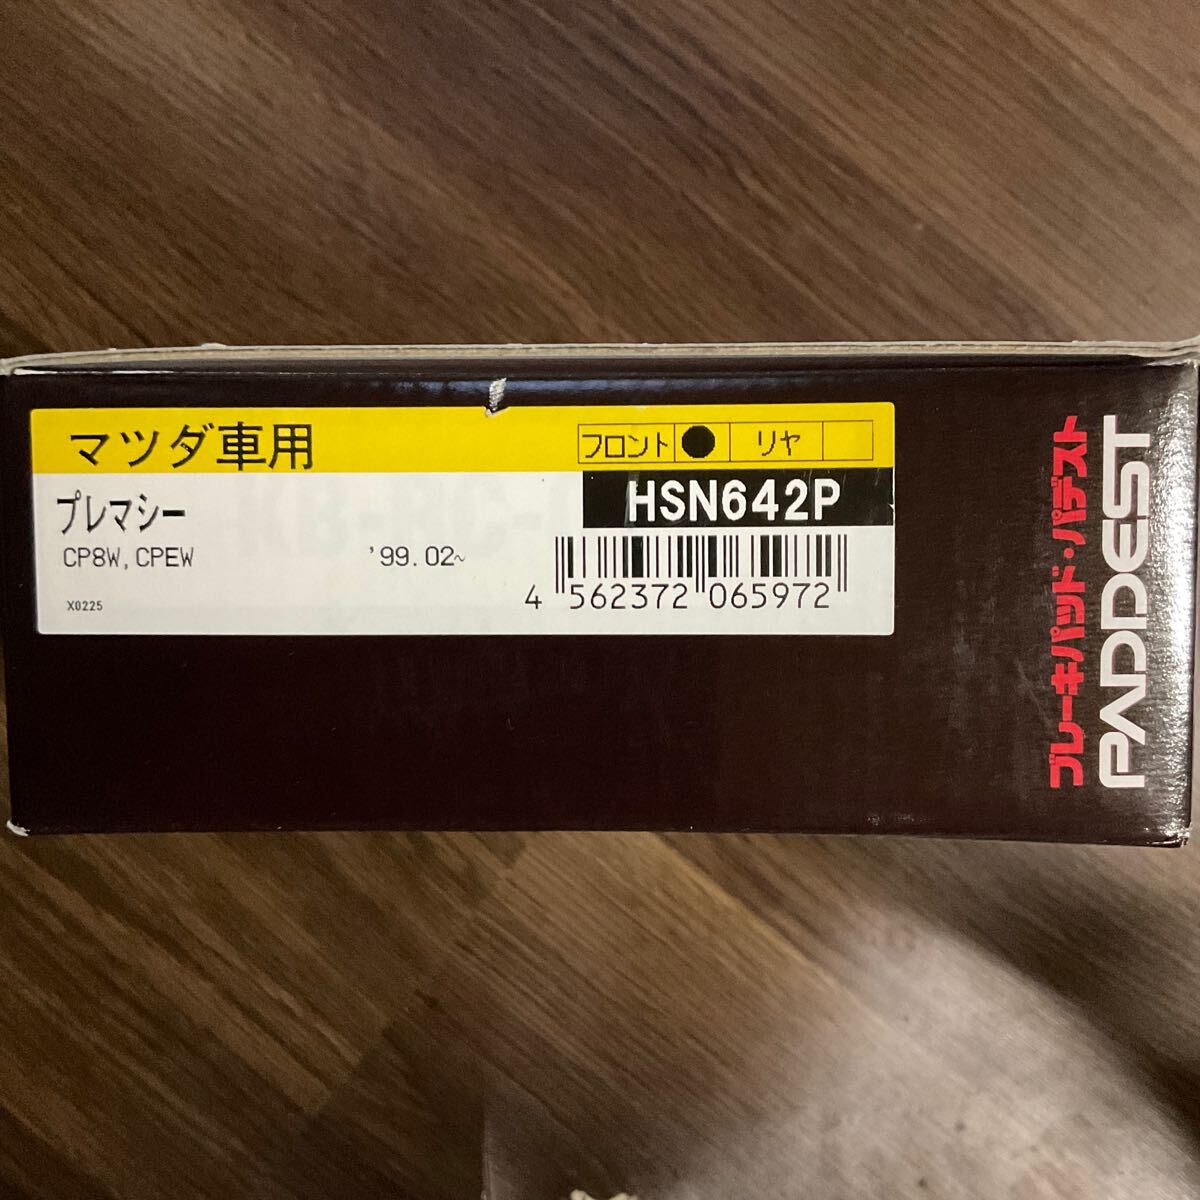 マツダ車用
フロント ● リヤ
プレマシー
HSN642P
CP8W, CPEW '99.02~
X0225
4 562372 065972
ブレーキパッド・パデスト
PADDEST